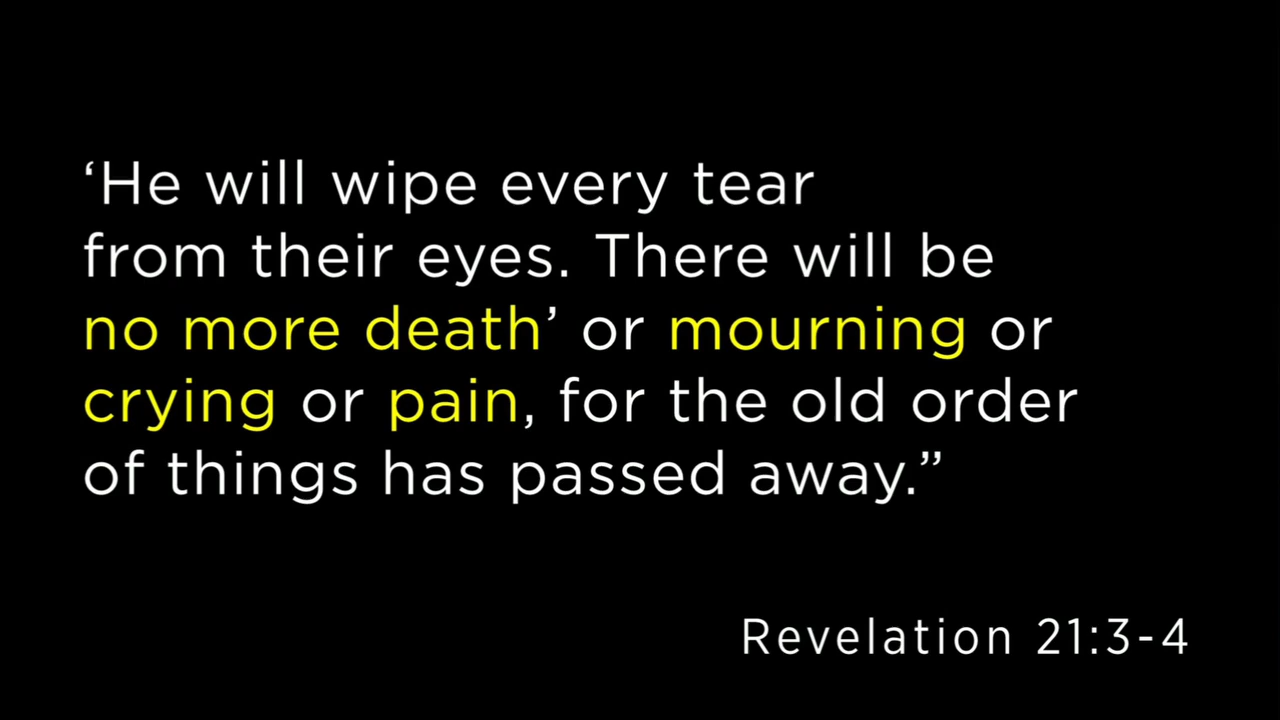 ‘He will wipe every tear
from their eyes. There will be
no more death’ or mourning or
crying or pain, for the old order
of things has passed away.”
Revelation 21:3-4